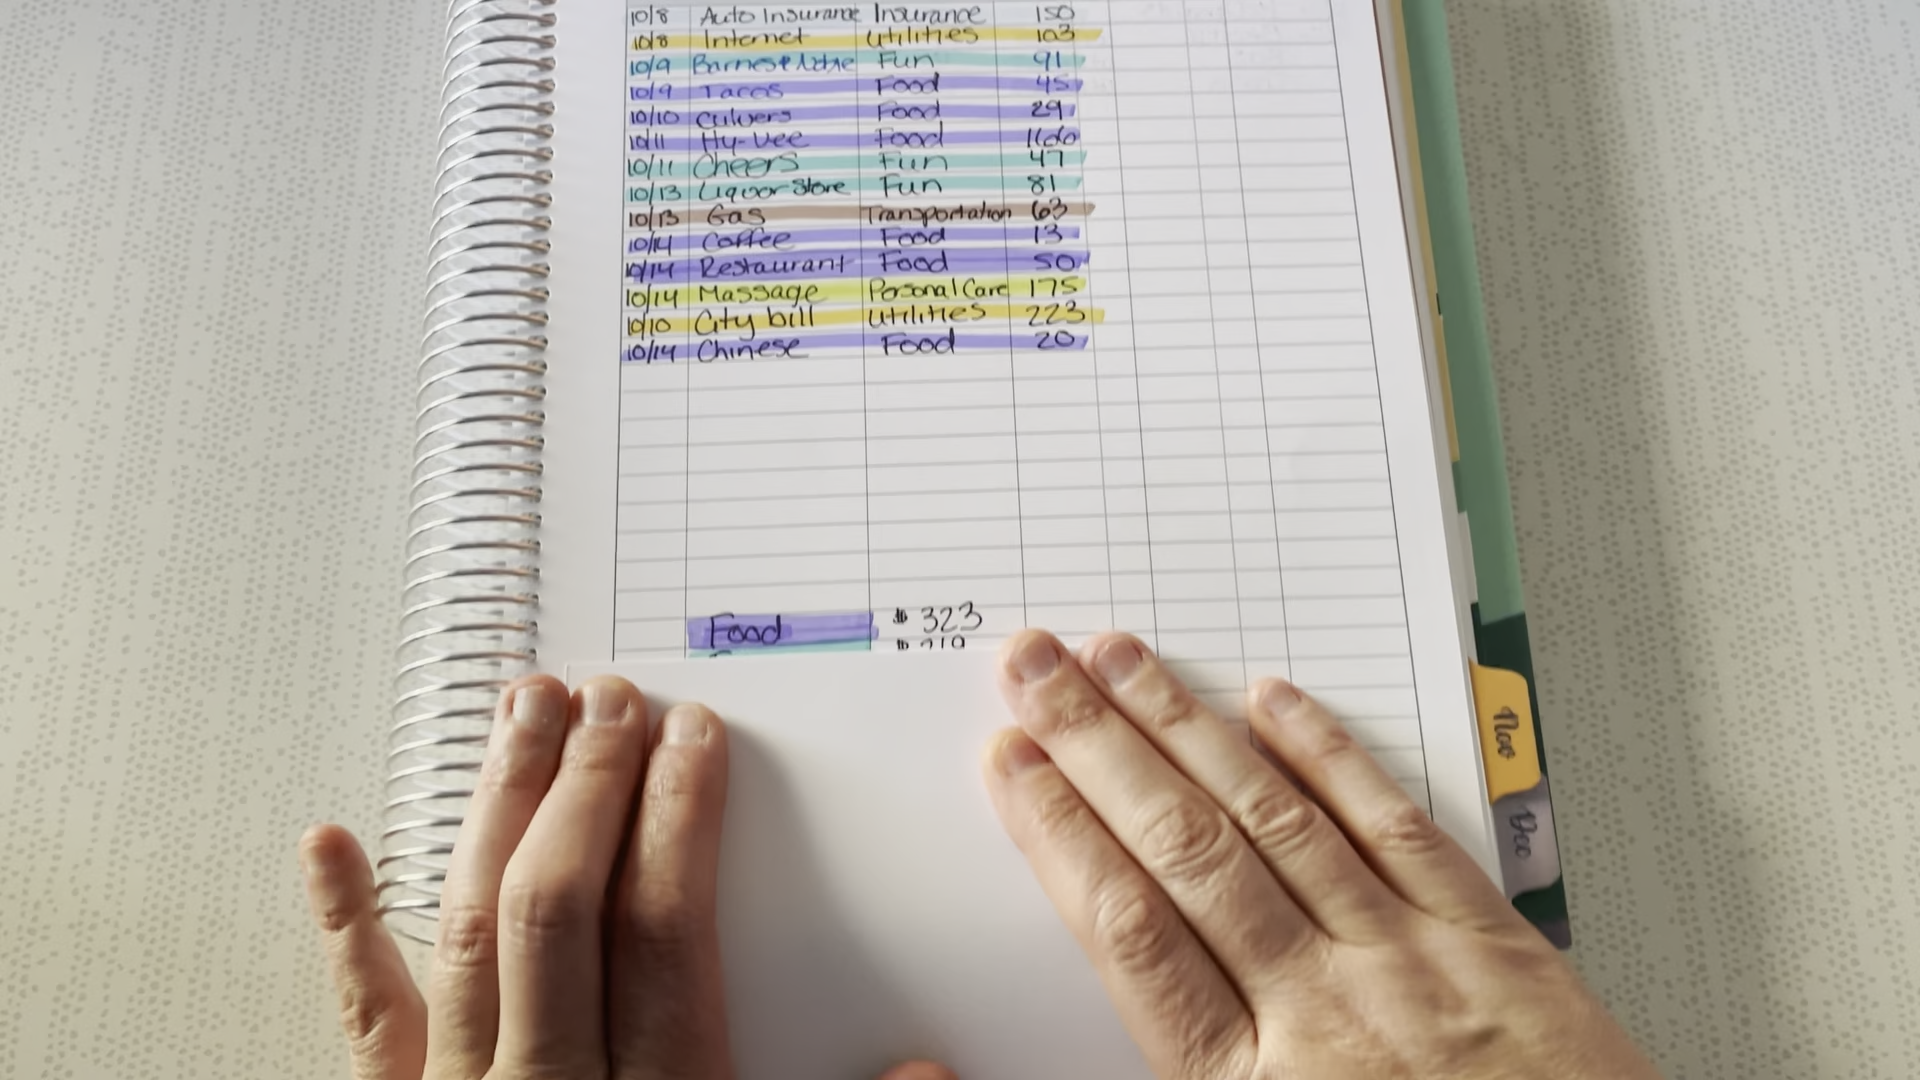 10/8 Auto Insurance Insurance 150
10/8 Internet Utilities 103
10/9 Barnes & Noble Fun 91
10/9 Tacos Food 45
10/10 Culvers Food 29
10/11 Hy-Vee Food 166
10/11 Cheers Fun 47
10/13 Liquor Store Fun 81
10/13 Gas Transportation 63
10/14 Coffee Food 13
10/14 Restaurant Food 50
10/14 Massage Personal Care 175
10/10 City bill Utilities 223
10/14 Chinese Food 20
Food $ 323
$ 219
Nov
Dec